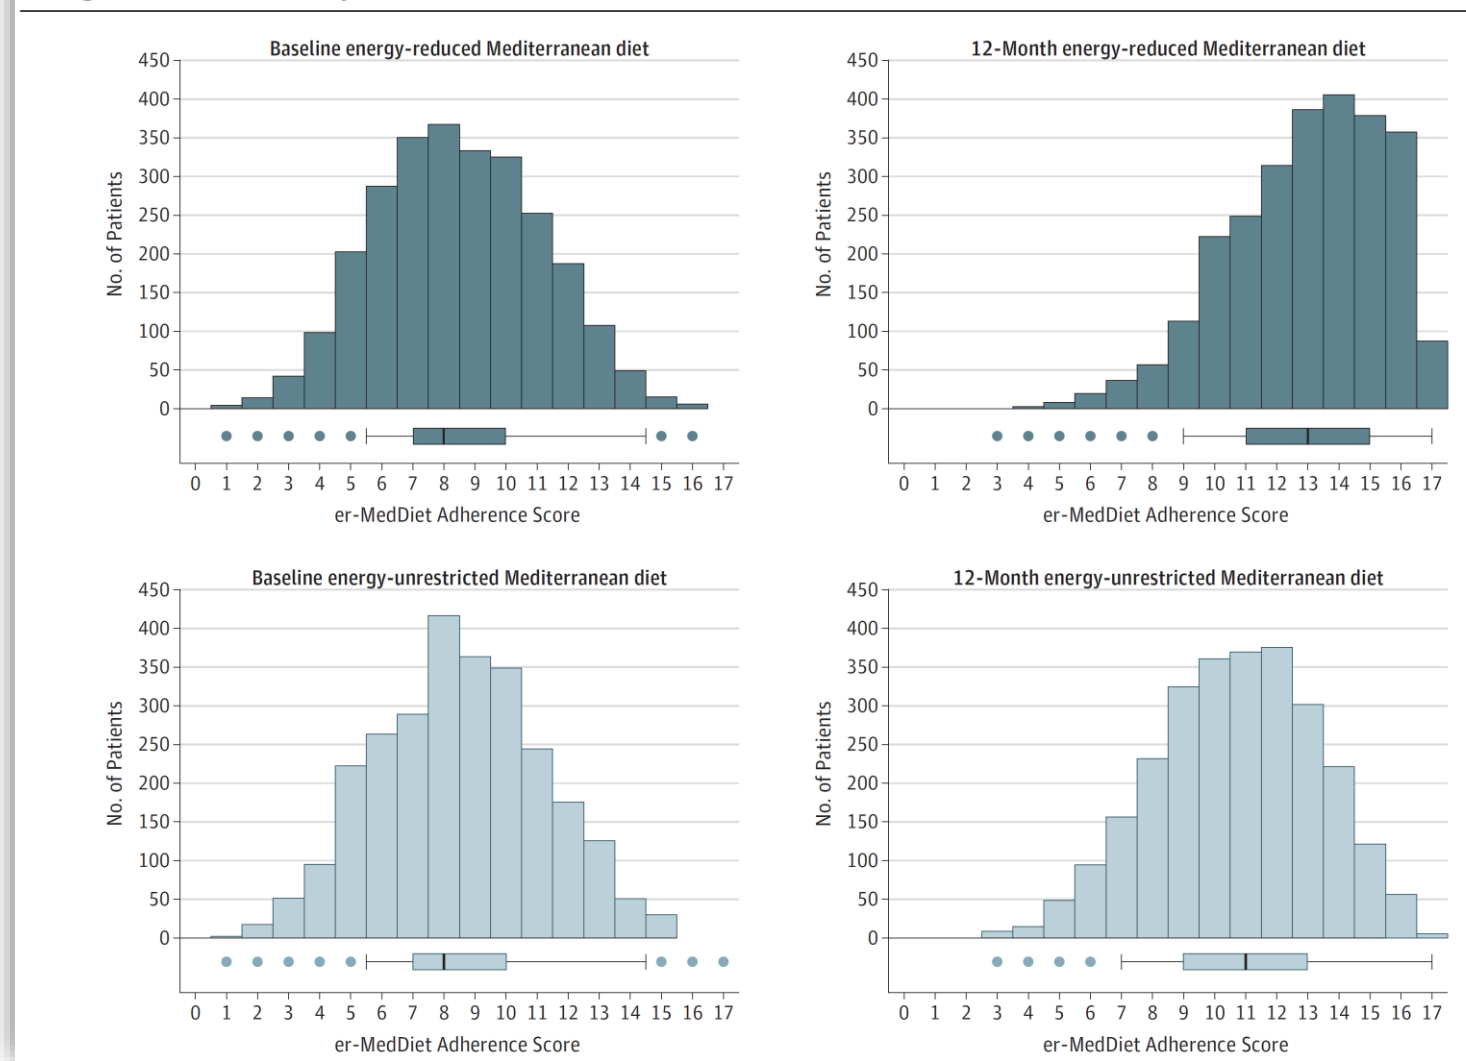 Baseline energy-reduced Mediterranean diet
450
400
350
300
250
200
150
100
50
0
No. of Patients
0 1 2 3 4 5 6 7 8 9 10 11 12 13 14 15 16 17
er-MedDiet Adherence Score
12-Month energy-reduced Mediterranean diet
450
400
350
300
250
200
150
100
50
0
No. of Patients
0 1 2 3 4 5 6 7 8 9 10 11 12 13 14 15 16 17
er-MedDiet Adherence Score
Baseline energy-unrestricted Mediterranean diet
450
400
350
300
250
200
150
100
50
0
No. of Patients
0 1 2 3 4 5 6 7 8 9 10 11 12 13 14 15 16 17
er-MedDiet Adherence Score
12-Month energy-unrestricted Mediterranean diet
450
400
350
300
250
200
150
100
50
0
No. of Patients
0 1 2 3 4 5 6 7 8 9 10 11 12 13 14 15 16 17
er-MedDiet Adherence Score